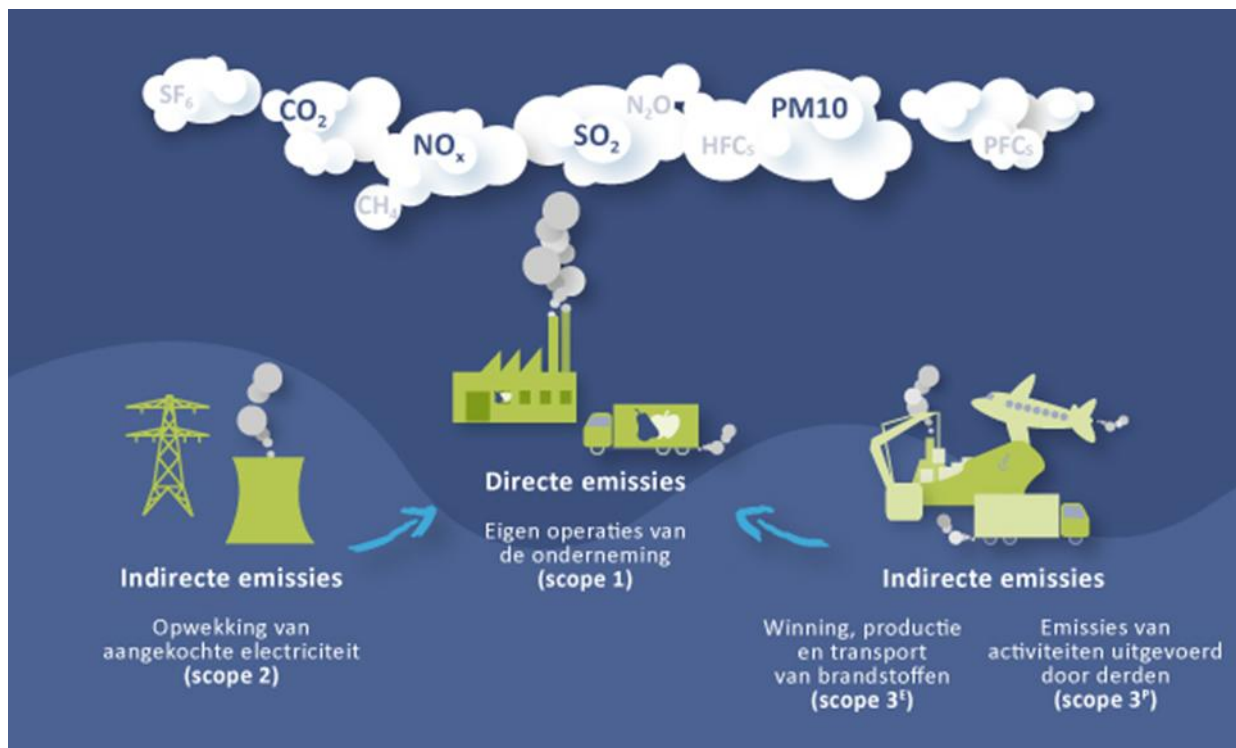 SF₆
CO₂
NOₓ
CH₄
SO₂
N₂O
HFCs
PM10
PFCs
Directe emissies
Eigen operaties van
de onderneming
(scope 1)
Indirecte emissies
Opwekking van
aangekochte electriciteit
(scope 2)
Indirecte emissies
Winning, productie
en transport
van brandstoffen
(scope 3ᴱ)
Emissies van
activiteiten uitgevoerd
door derden
(scope 3ᴾ)